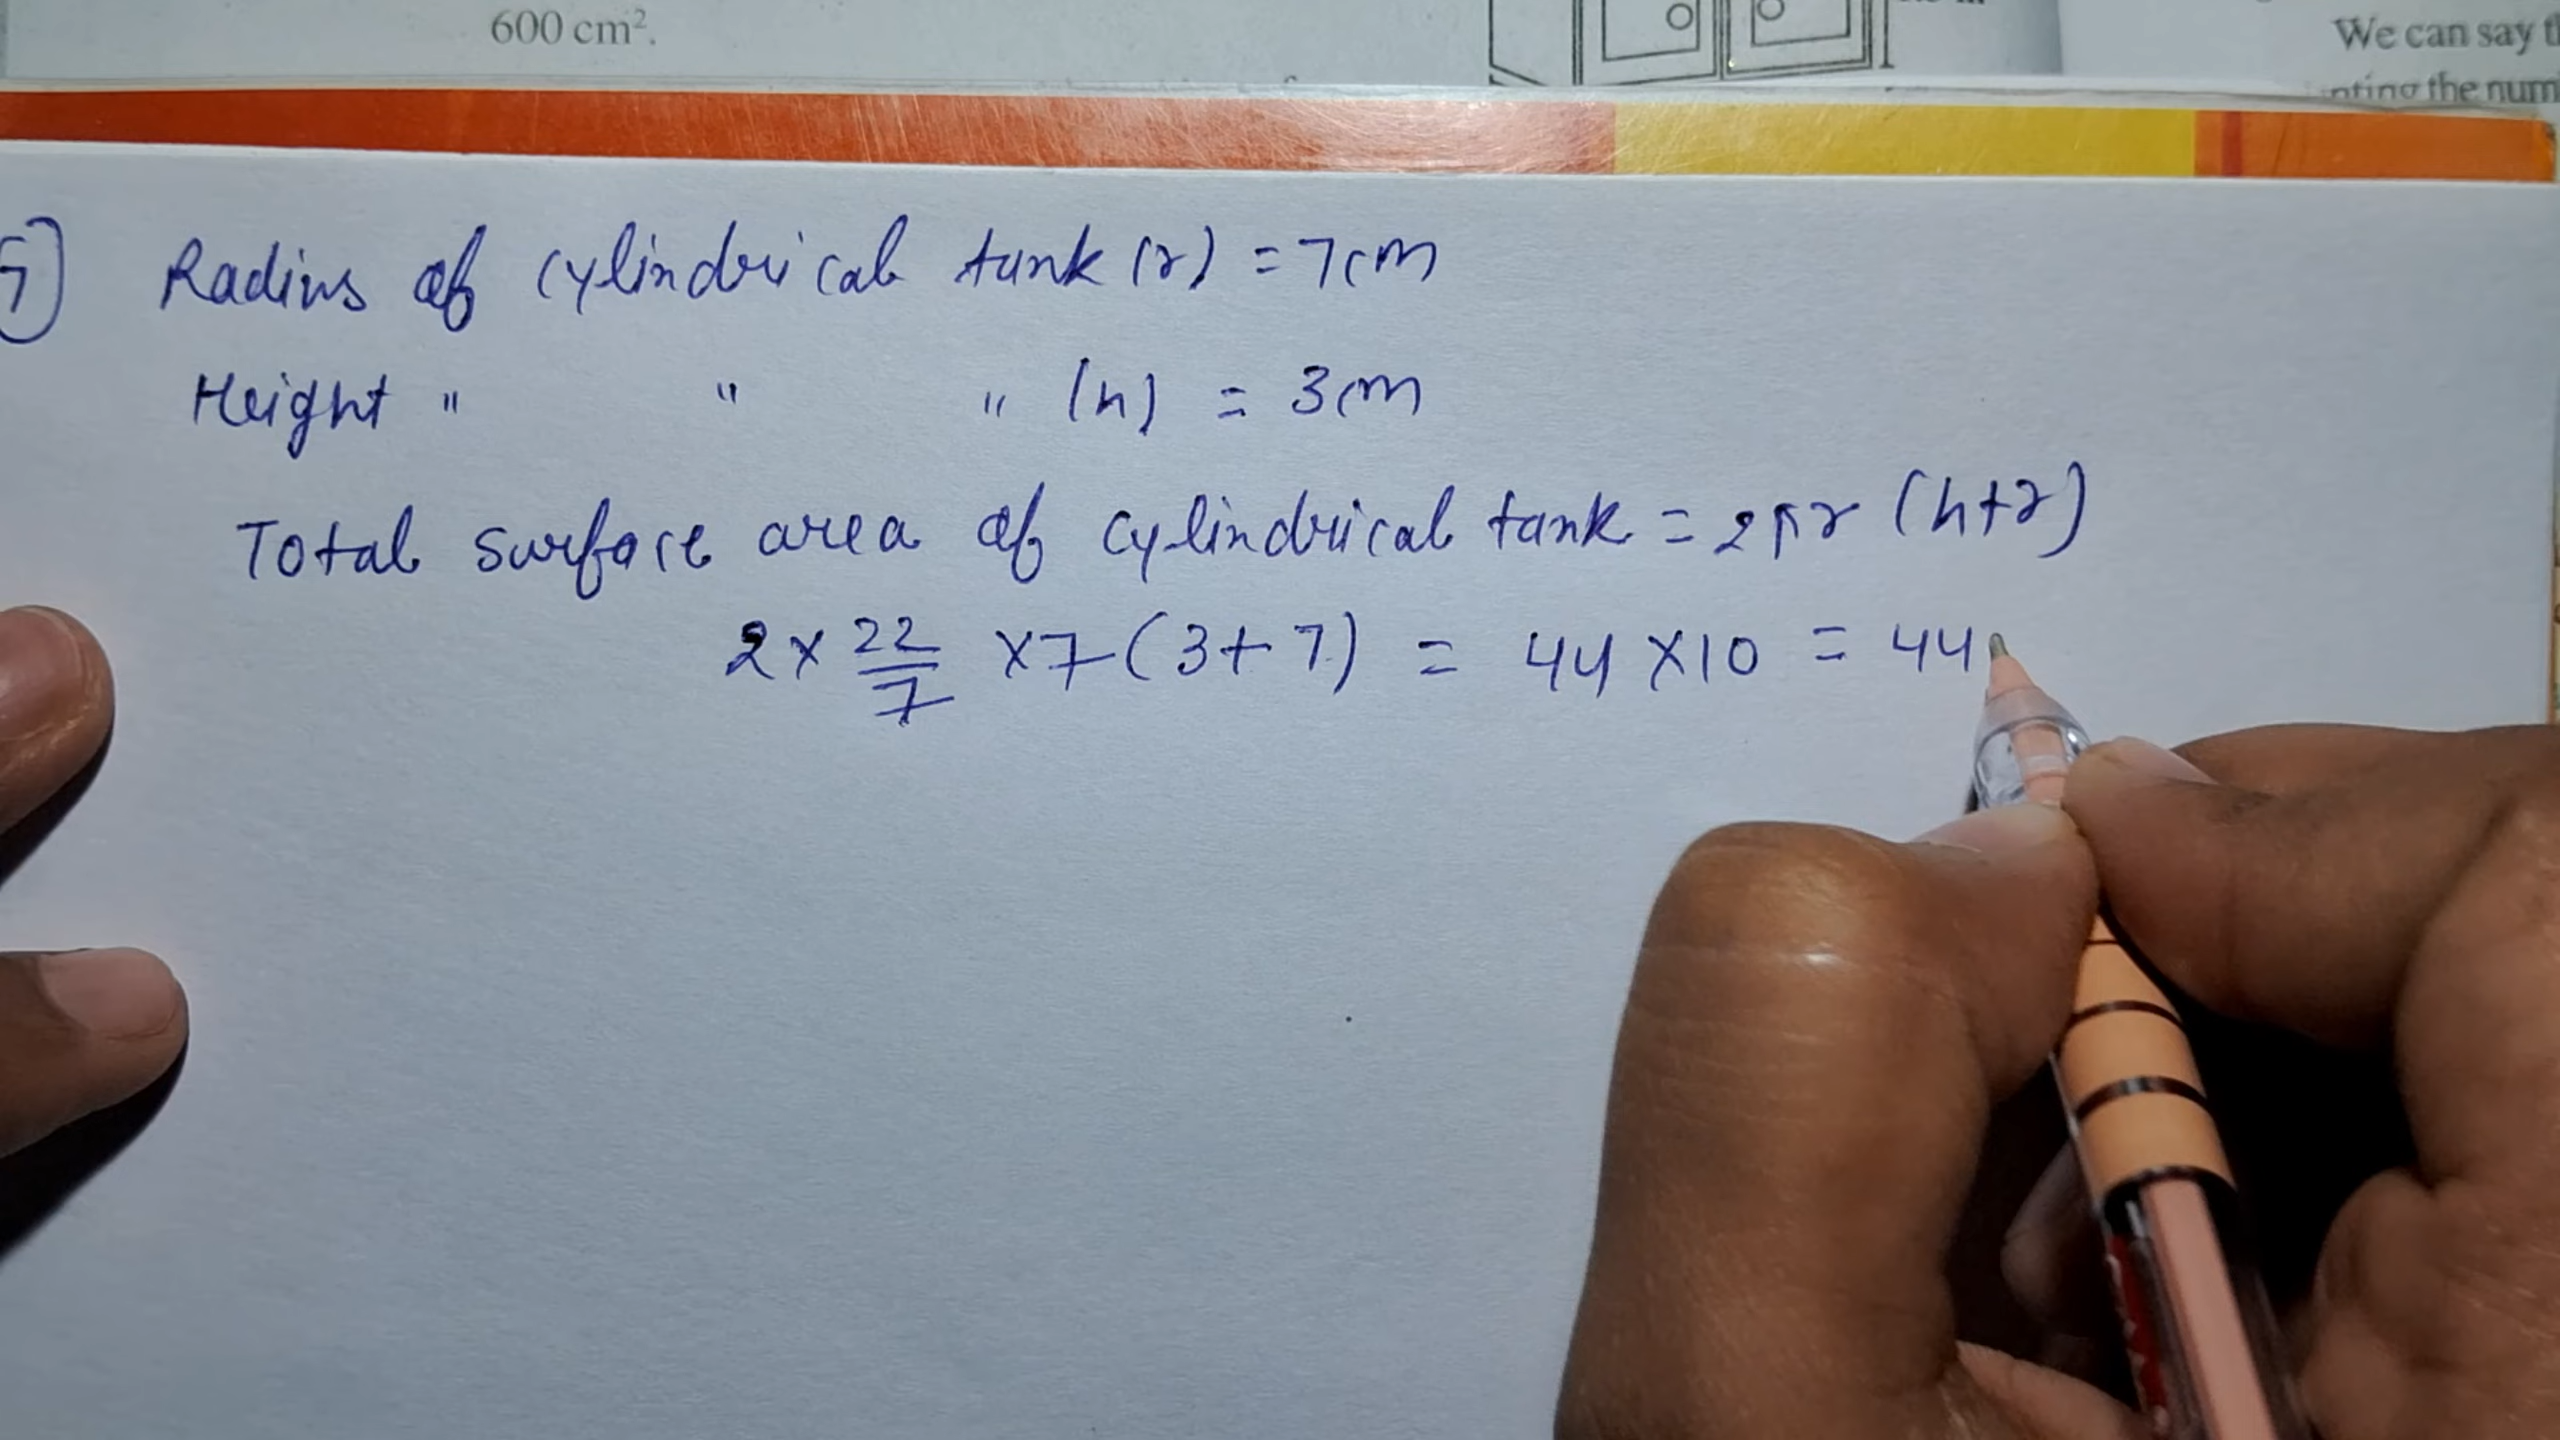 600 cm².
We can say t
nting the num
5) Radius of cylindrical tank (r) = 7cm
Height " " " (h) = 3cm
Total surface area of cylindrical tank = 2πr (h+r)
2 × 22/7 × 7 (3+7) = 44 × 10 = 44